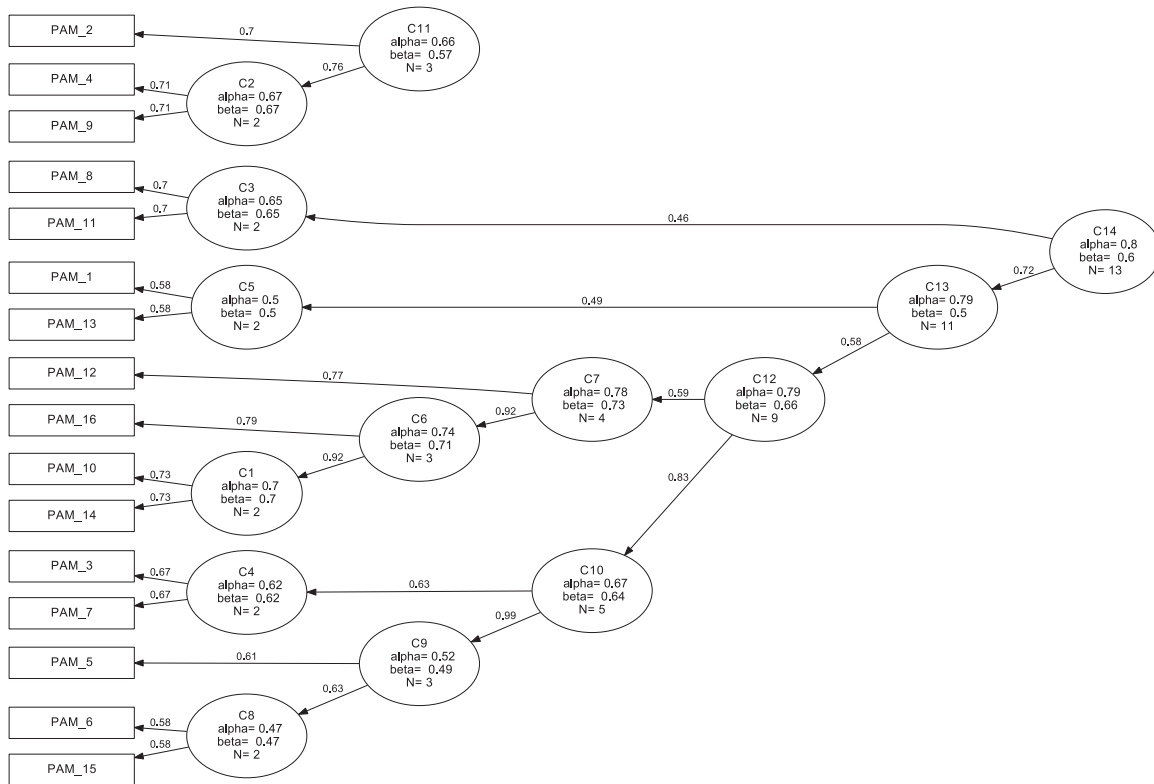 PAM_2
0.7
C11
alpha= 0.66
beta= 0.57
N= 3
0.76
PAM_4
0.71
C2
alpha= 0.67
beta= 0.67
N= 2
0.71
PAM_9
PAM_8
0.7
C3
alpha= 0.65
beta= 0.65
N= 2
0.7
PAM_11
0.46
C14
alpha= 0.8
beta= 0.6
N= 13
0.72
PAM_1
0.58
C5
alpha= 0.5
beta= 0.5
N= 2
0.58
PAM_13
0.49
C13
alpha= 0.79
beta= 0.5
N= 11
0.58
PAM_12
0.77
C7
alpha= 0.78
beta= 0.73
N= 4
0.59
C12
alpha= 0.79
beta= 0.66
N= 9
0.92
PAM_16
0.79
C6
alpha= 0.74
beta= 0.71
N= 3
0.92
PAM_10
0.73
C1
alpha= 0.7
beta= 0.7
N= 2
0.73
PAM_14
0.83
PAM_3
0.67
C4
alpha= 0.62
beta= 0.62
N= 2
0.67
PAM_7
0.63
C10
alpha= 0.67
beta= 0.64
N= 5
0.99
PAM_5
0.61
C9
alpha= 0.52
beta= 0.49
N= 3
0.63
PAM_6
0.58
C8
alpha= 0.47
beta= 0.47
N= 2
0.58
PAM_15